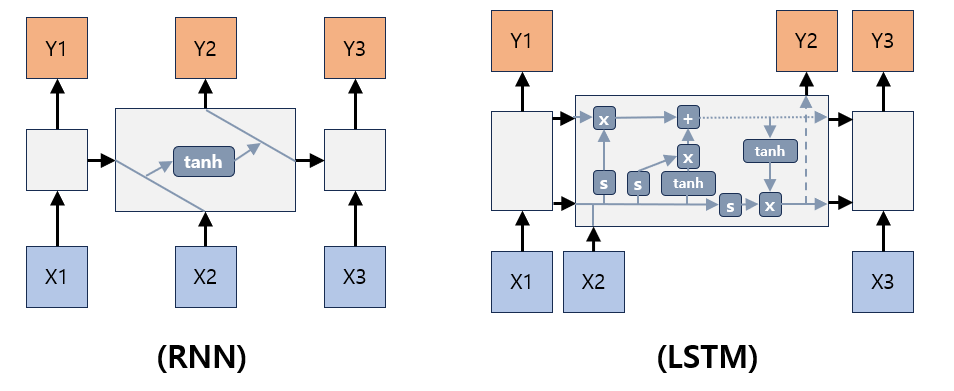 Y1 Y2 Y3
tanh
X1 X2 X3
(RNN)
Y1 Y2 Y3
x +
x
tanh
s s tanh
s x
X1 X2 X3
(LSTM)